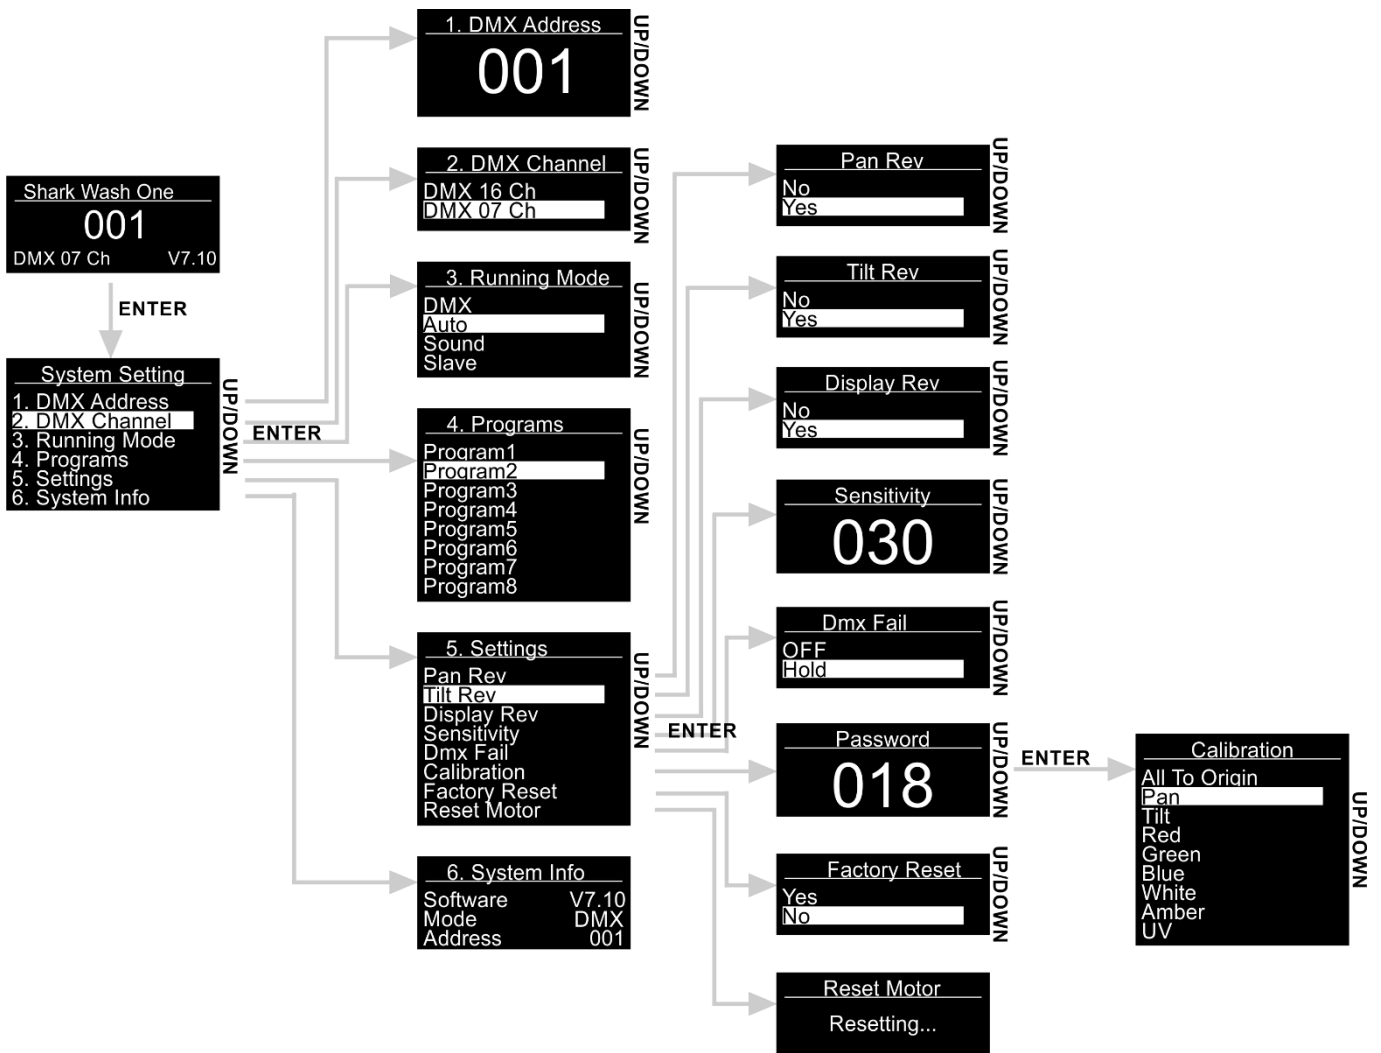 Shark Wash One
001
DMX 07 Ch V7.10
ENTER
System Setting
1. DMX Address
2. DMX Channel
3. Running Mode
4. Programs
5. Settings
6. System Info
UP/DOWN
ENTER
1. DMX Address
001
UP/DOWN
2. DMX Channel
DMX 16 Ch
DMX 07 Ch
UP/DOWN
3. Running Mode
DMX
Auto
Sound
Slave
UP/DOWN
4. Programs
Program1
Program2
Program3
Program4
Program5
Program6
Program7
Program8
UP/DOWN
5. Settings
Pan Rev
Tilt Rev
Display Rev
Sensitivity
Dmx Fail
Calibration
Factory Reset
Reset Motor
UP/DOWN
ENTER
6. System Info
Software V7.10
Mode DMX
Address 001
Pan Rev
No
Yes
UP/DOWN
Tilt Rev
No
Yes
UP/DOWN
Display Rev
No
Yes
UP/DOWN
Sensitivity
030
UP/DOWN
Dmx Fail
OFF
Hold
UP/DOWN
Password
018
UP/DOWN
ENTER
Factory Reset
Yes
No
UP/DOWN
Reset Motor
Resetting...
Calibration
All To Origin
Pan
Tilt
Red
Green
Blue
White
Amber
UV
UP/DOWN